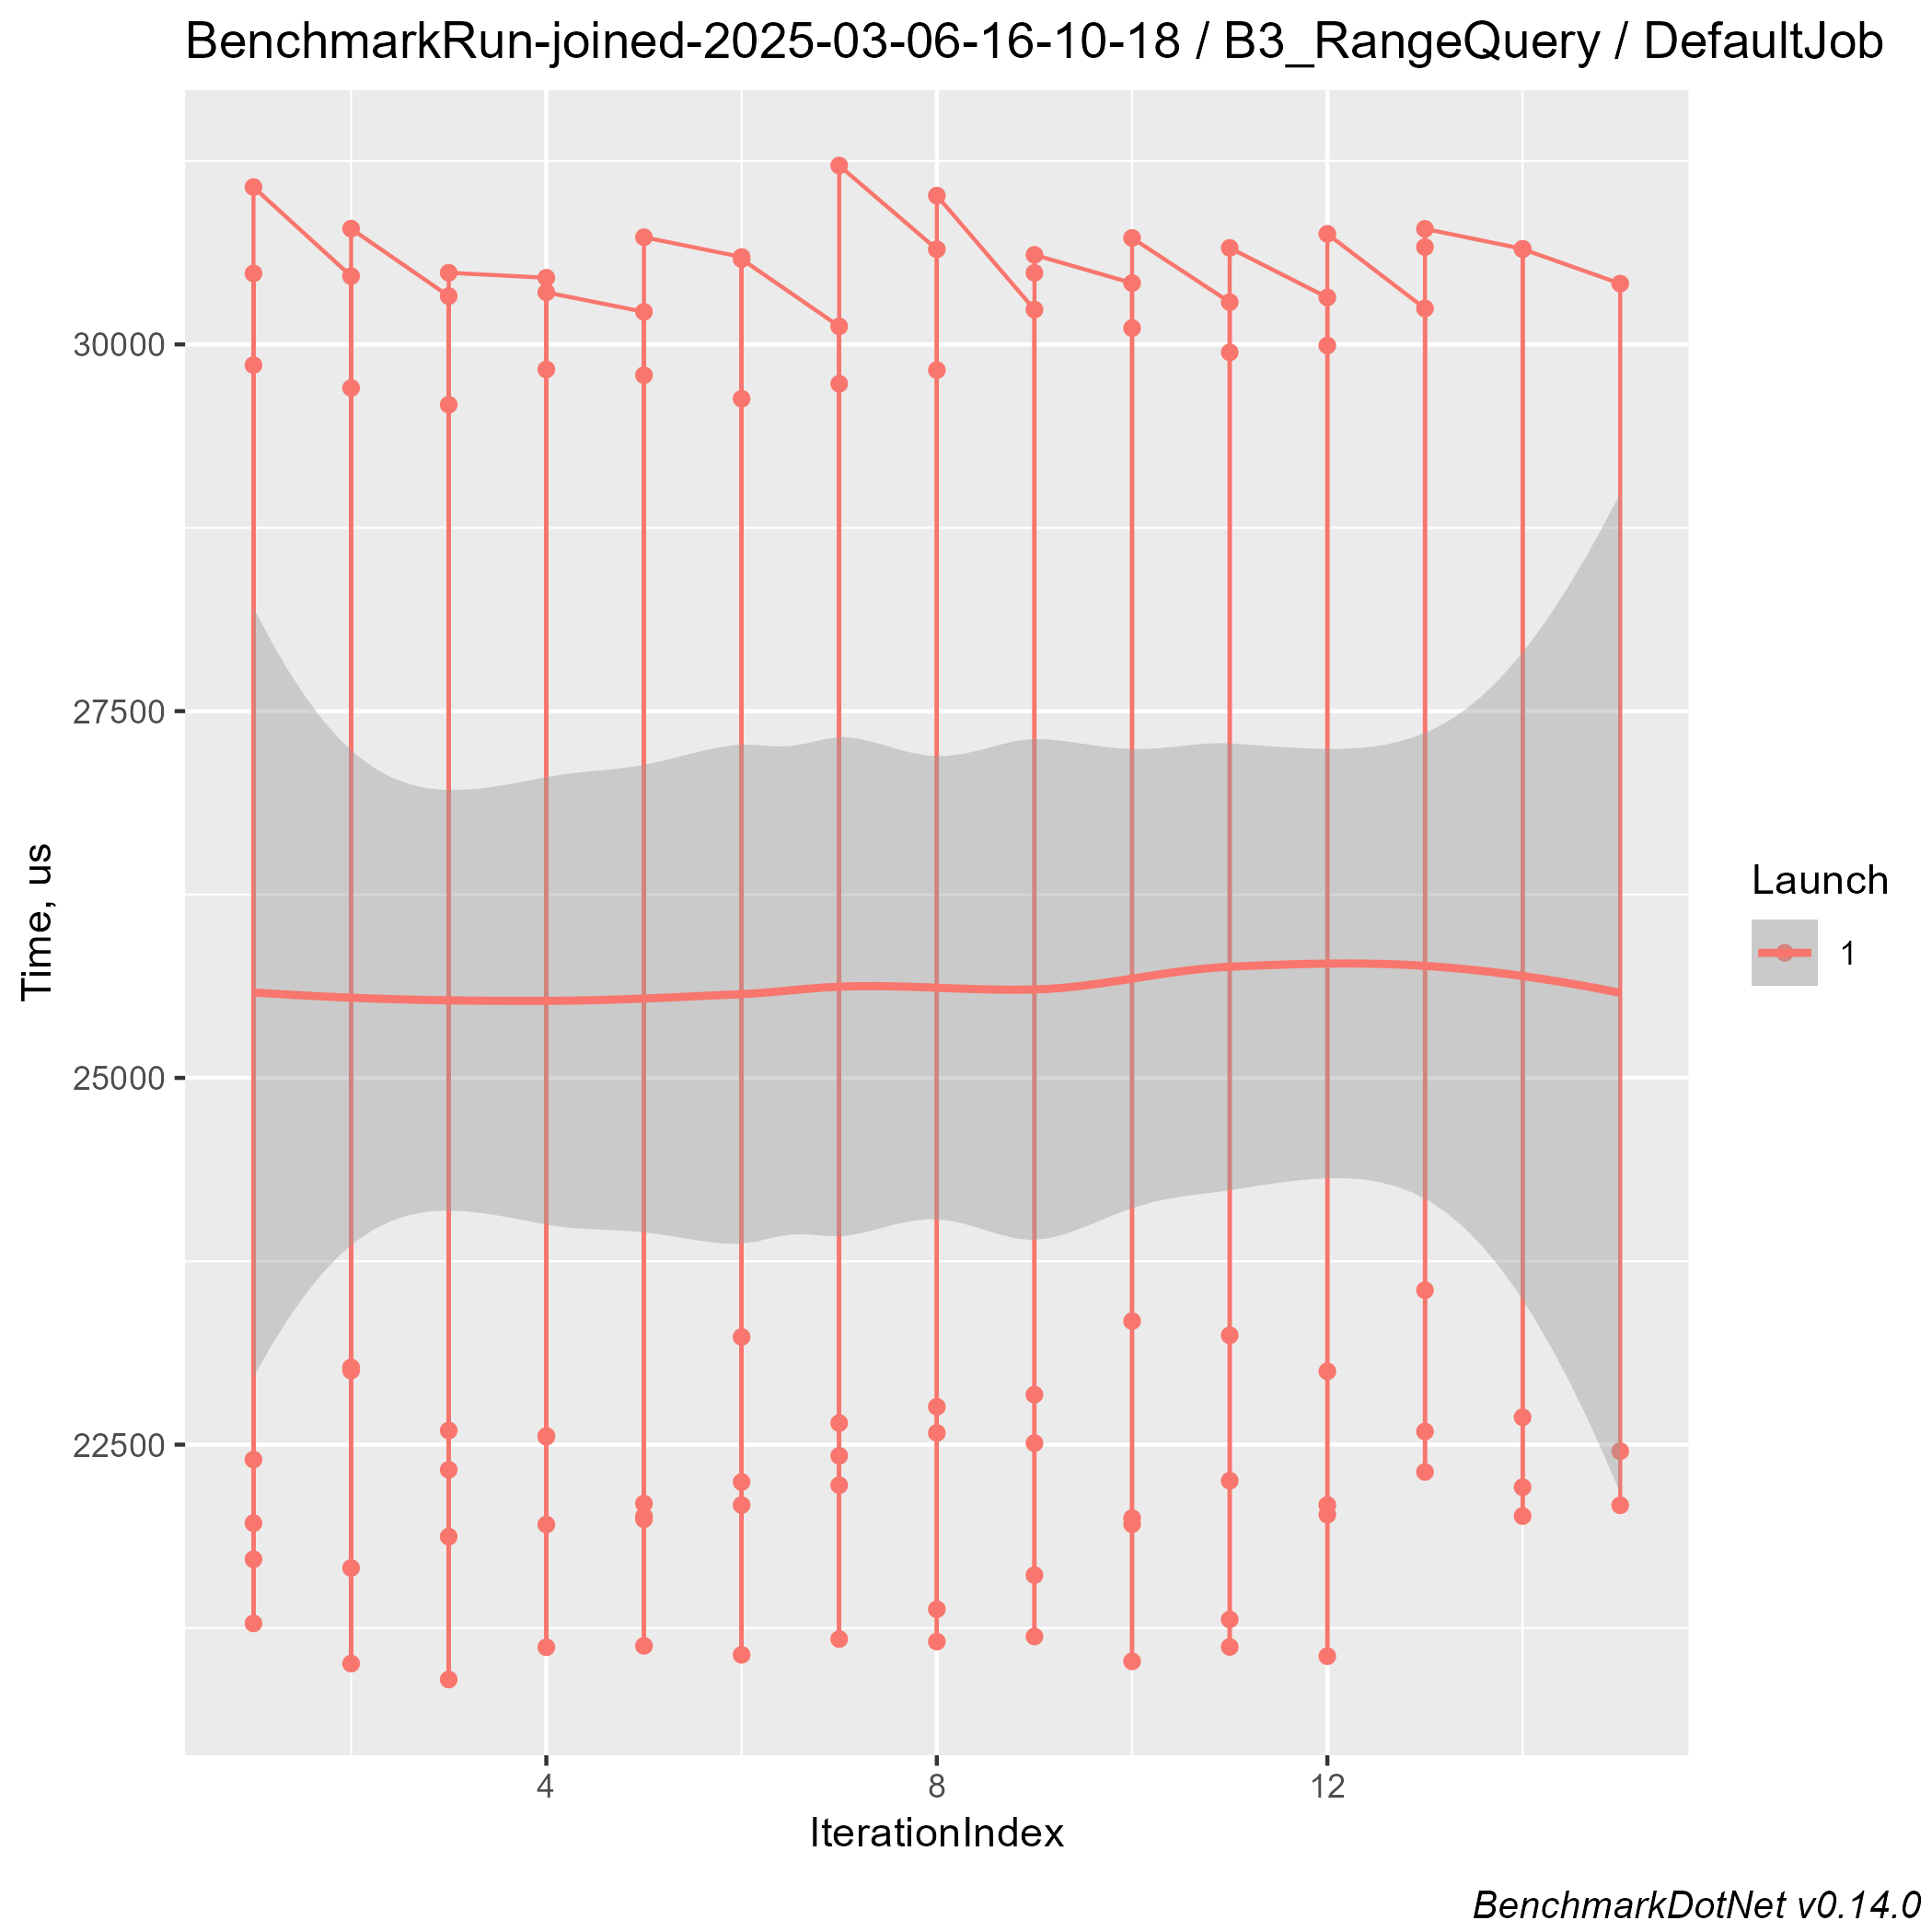 BenchmarkRun-joined-2025-03-06-16-10-18 / B3_RangeQuery / DefaultJob
Time, us
30000
27500
25000
22500
4
8
12
IterationIndex
Launch
1
BenchmarkDotNet v0.14.0